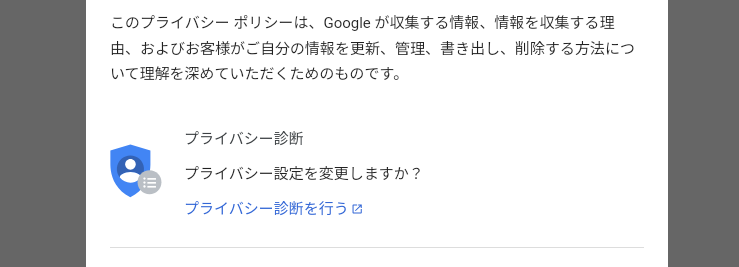 このプライバシー ポリシーは、Google が収集する情報、情報を収集する理
由、およびお客様がご自分の情報を更新、管理、書き出し、削除する方法につ
いて理解を深めていただくためのものです。
プライバシー診断
プライバシー設定を変更しますか？
プライバシー診断を行う